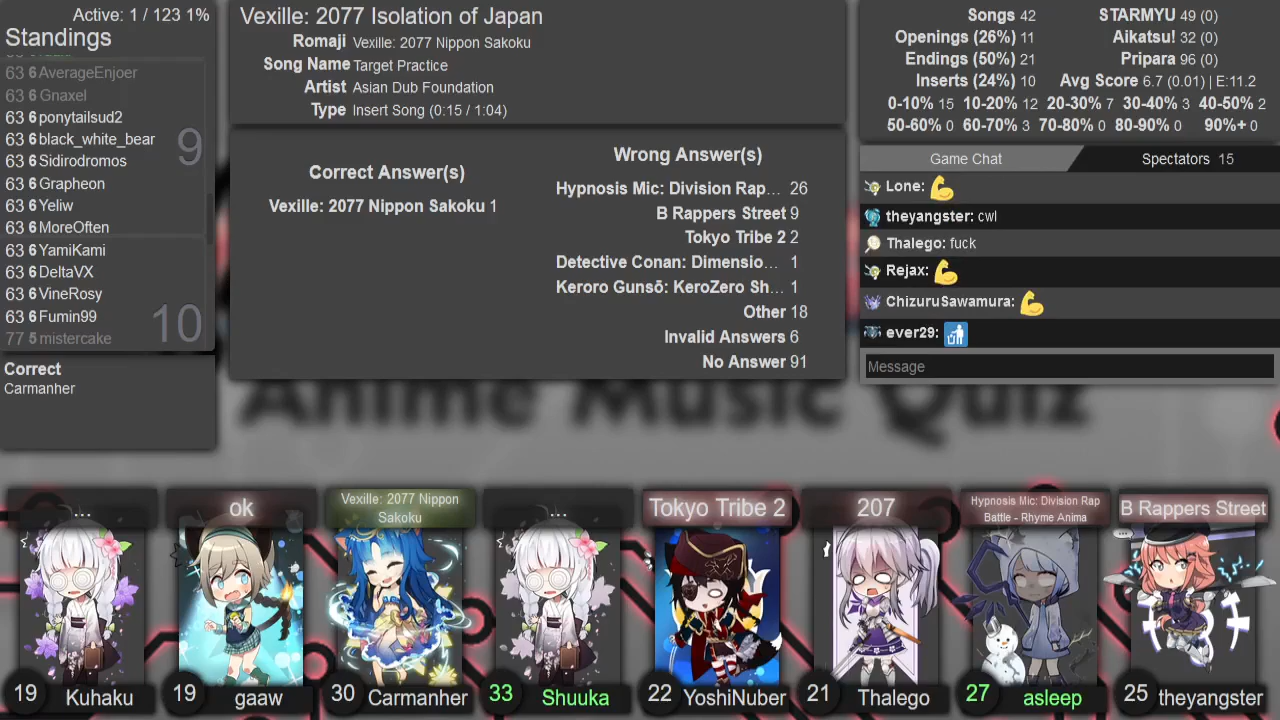 Active: 1 / 123 1%
Standings
63 6 AverageEnjoer
63 6 Gnaxel
63 6 ponytailsud2
63 6 black_white_bear
63 6 Sidirodromos
63 6 Grapheon
63 6 Yeliw
63 6 MoreOften
9
63 6 YamiKami
63 6 DeltaVX
63 6 VineRosy
63 6 Fumin99
77 5 mistercake
10
Correct
Carmanher
Vexille: 2077 Isolation of Japan
Romaji Vexille: 2077 Nippon Sakoku
Song Name Target Practice
Artist Asian Dub Foundation
Type Insert Song (0:15 / 1:04)
Correct Answer(s)
Vexille: 2077 Nippon Sakoku 1
Wrong Answer(s)
Hypnosis Mic: Division Rap... 26
B Rappers Street 9
Tokyo Tribe 2 2
Detective Conan: Dimensio... 1
Keroro Gunsō: KeroZero Sh... 1
Other 18
Invalid Answers 6
No Answer 91
Songs 42
Openings (26%) 11
Endings (50%) 21
Inserts (24%) 10
STARMYU 49 (0)
Aikatsu! 32 (0)
Pripara 96 (0)
Avg Score 6.7 (0.01) | E:11.2
0-10% 15 10-20% 12 20-30% 7 30-40% 3 40-50% 2
50-60% 0 60-70% 3 70-80% 0 80-90% 0 90%+ 0
Game Chat
Spectators 15
Lone: 💪
theyangster: cwl
Thalego: fuck
Rejax: 💪
ChizuruSawamura: 💪
ever29: 🚮
Message
Anime Music Quiz
...
ok
Vexille: 2077 Nippon
Sakoku
...
Tokyo Tribe 2
207
Hypnosis Mic: Division Rap
Battle - Rhyme Anima
B Rappers Street
19 Kuhaku
19 gaaw
30 Carmanher
33 Shuuka
22 YoshiNuber
21 Thalego
27 asleep
25 theyangster